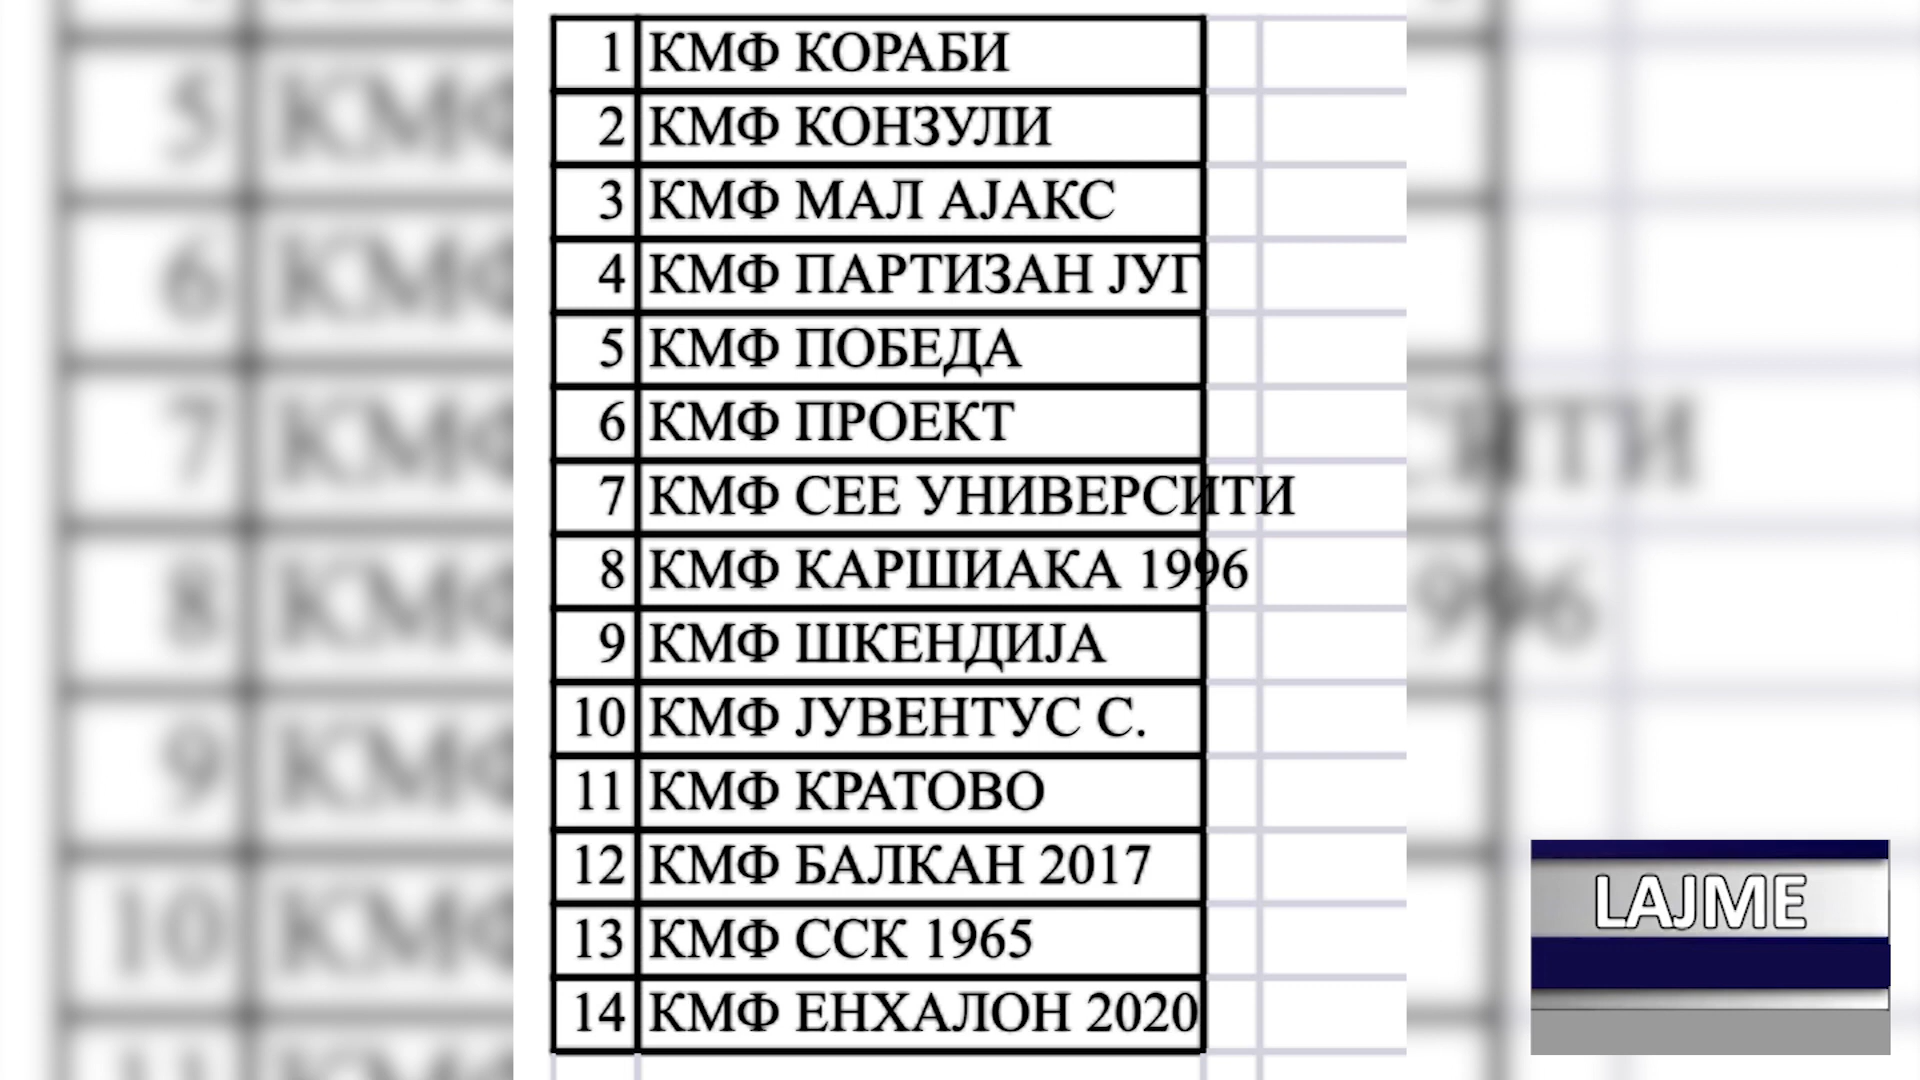 1 КМФ КОРАБИ
2 КМФ КОНЗУЛИ
3 КМФ МАЛ АЈАКС
4 КМФ ПАРТИЗАН ЈУГ
5 КМФ ПОБЕДА
6 КМФ ПРОЕКТ
7 КМФ СЕЕ УНИВЕРСИТИ
8 КМФ КАРШИАКА 1996
9 КМФ ШКЕНДИЈА
10 КМФ ЈУВЕНТУС С.
11 КМФ КРАТОВО
12 КМФ БАЛКАН 2017
13 КМФ ССК 1965
14 КМФ ЕНХАЛОН 2020
LAJME